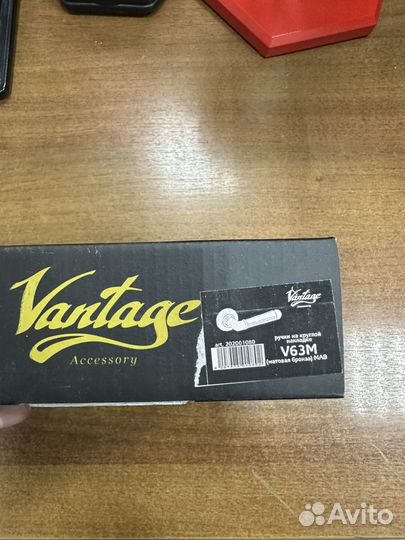 Vantage
Accessory
Vantage
ручки на круглой
накладке
art. 202001060
V63M
(матовая бронза) MAB
Avito